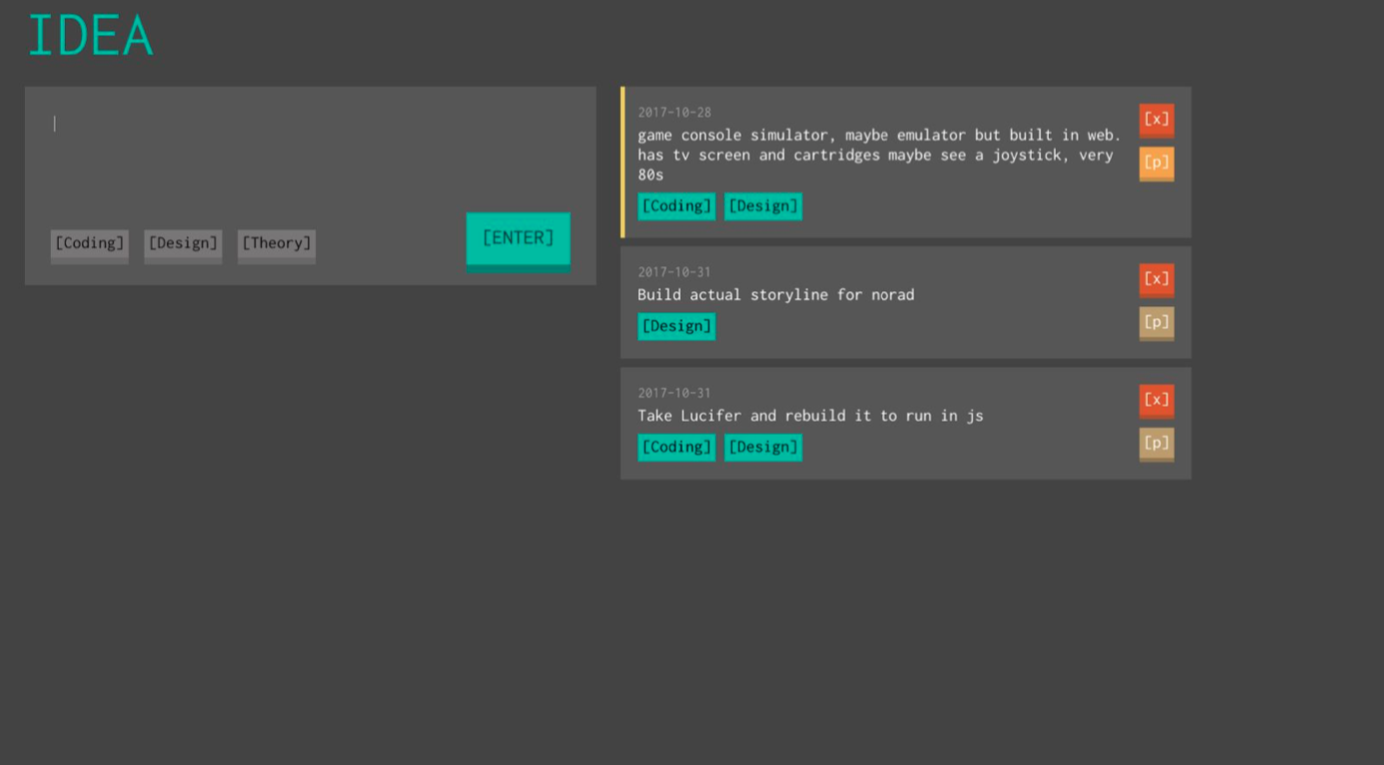 IDEA
[Coding] [Design] [Theory]
[ENTER]
2017-10-28
game console simulator, maybe emulator but built in web.
has tv screen and cartridges maybe see a joystick, very
80s
[Coding] [Design]
[x]
[p]
2017-10-31
Build actual storyline for norad
[Design]
[x]
[p]
2017-10-31
Take Lucifer and rebuild it to run in js
[Coding] [Design]
[x]
[p]